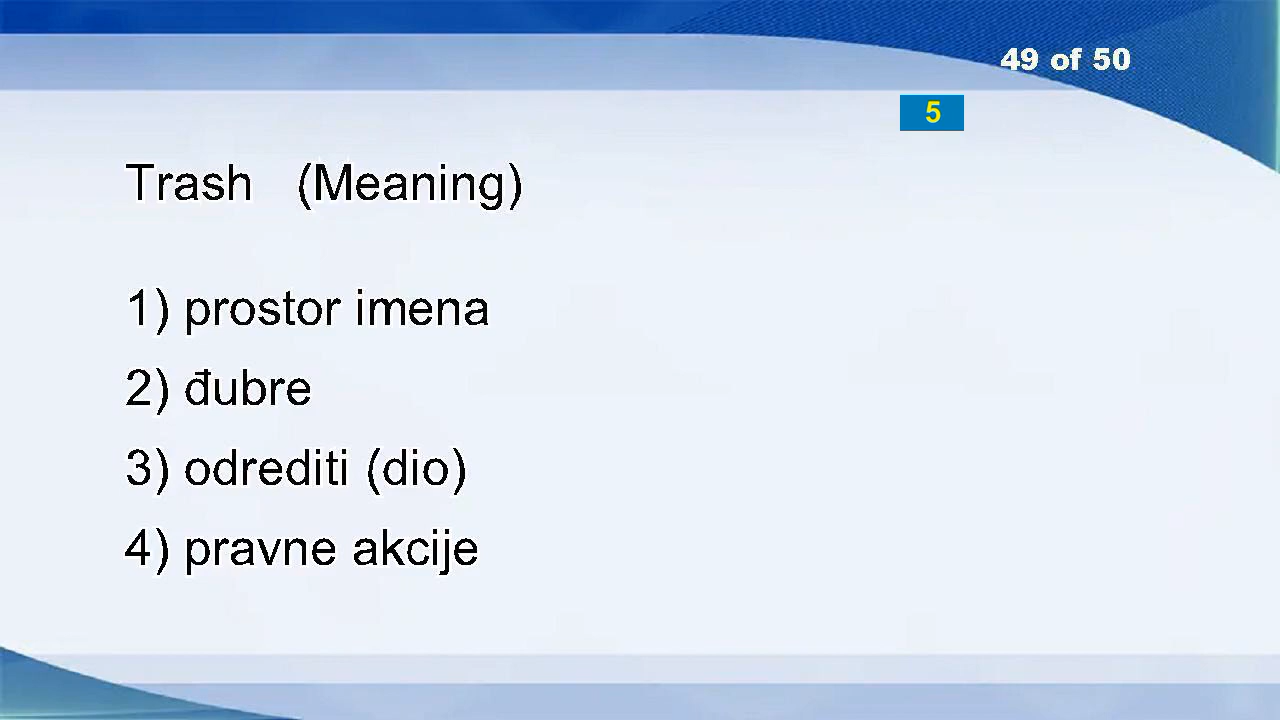 49 of 50
5
Trash (Meaning)
1) prostor imena
2) đubre
3) odrediti (dio)
4) pravne akcije